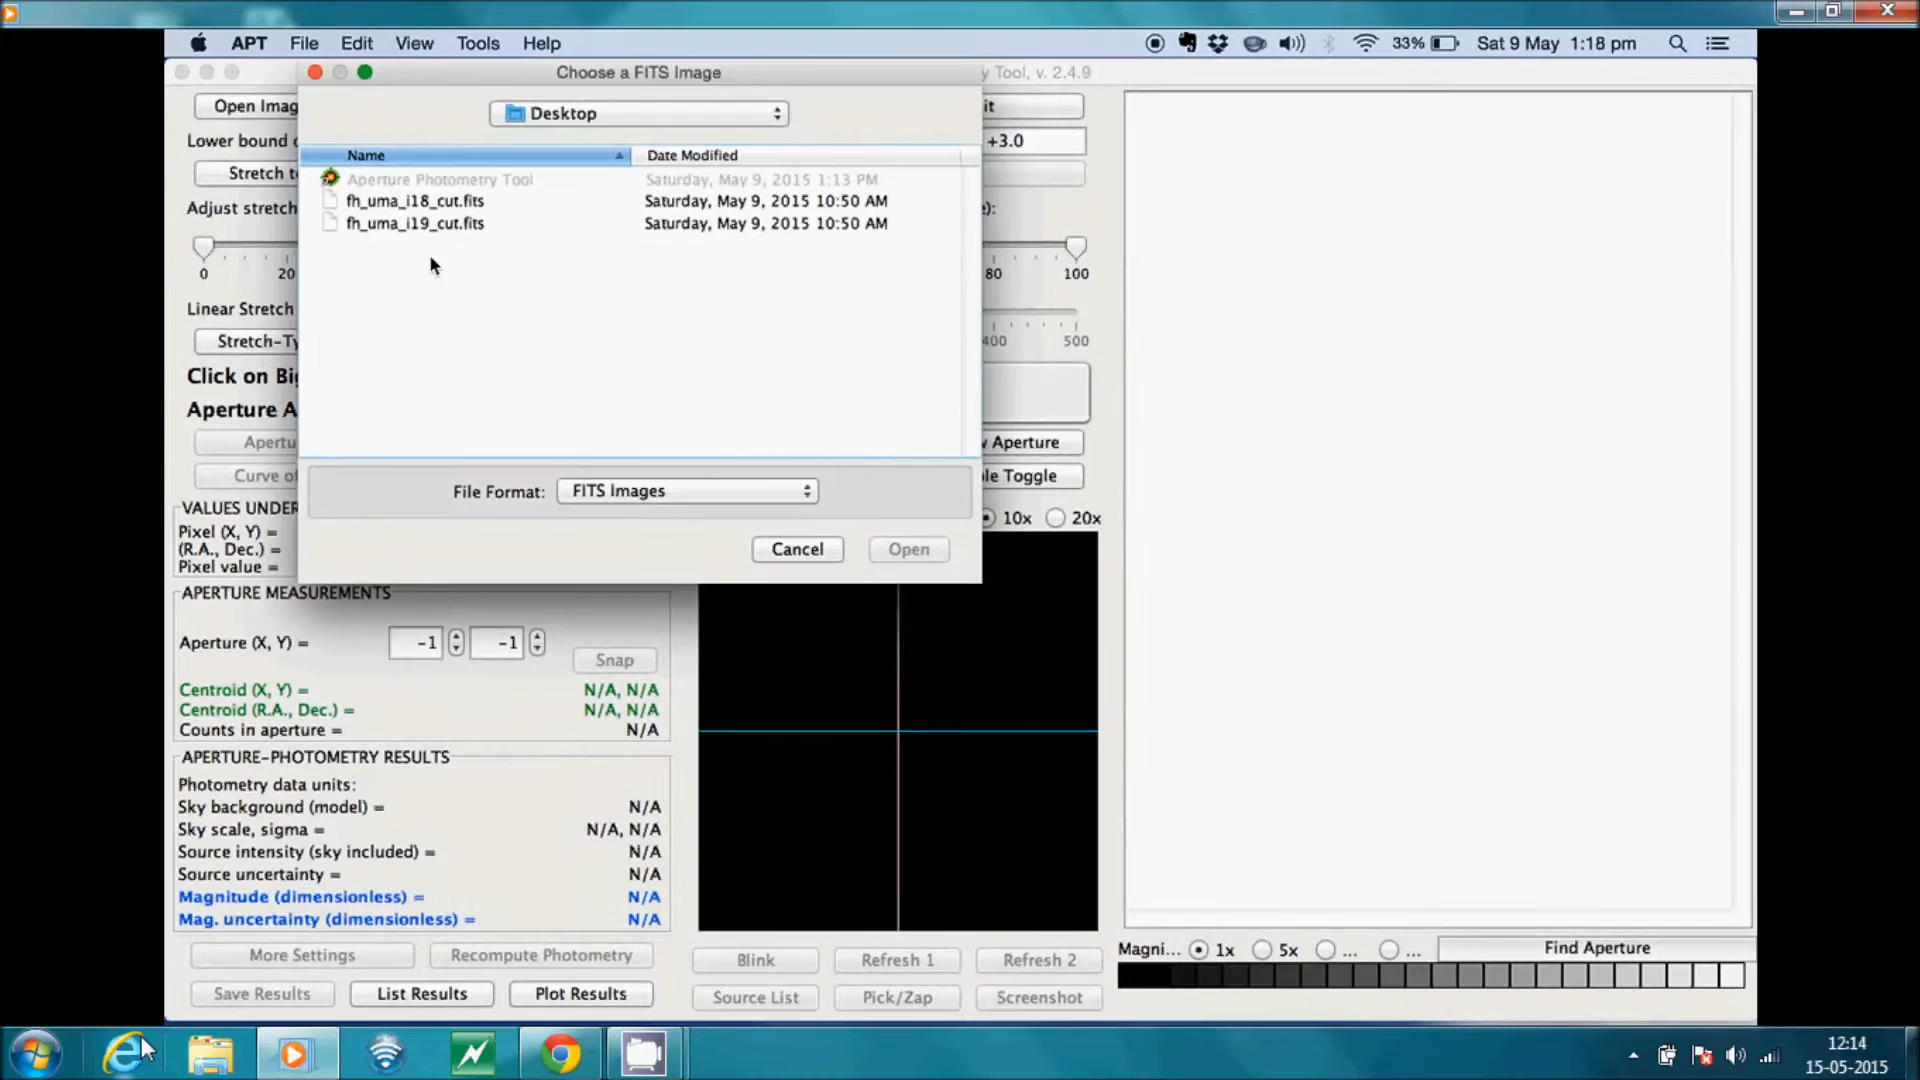 APT File Edit View Tools Help 33% Sat 9 May 1:18 pm
Choose a FITS Image y Tool, v. 2.4.9
Desktop
Open Imag it
Lower bound +3.0
Name Date Modified
Stretch t
Aperture Photometry Tool Saturday, May 9, 2015 1:13 PM
fh_uma_i18_cut.fits Saturday, May 9, 2015 10:50 AM
Adjust stretch e):
fh_uma_i19_cut.fits Saturday, May 9, 2015 10:50 AM
0 20 80 100
Linear Stretch
Stretch-Ty 400 500
Click on Big
Aperture A
Apertu w Aperture
Curve of ble Toggle
File Format: FITS Images
VALUES UNDER 10x 20x
Pixel (X, Y) =
(R.A., Dec.) = Cancel Open
Pixel value =
APERTURE MEASUREMENTS
Aperture (X, Y) = -1 -1
Snap
Centroid (X, Y) = N/A, N/A
Centroid (R.A., Dec.) = N/A, N/A
Counts in aperture = N/A
APERTURE-PHOTOMETRY RESULTS
Photometry data units:
Sky background (model) = N/A
Sky scale, sigma = N/A, N/A
Source intensity (sky included) = N/A
Source uncertainty = N/A
Magnitude (dimensionless) = N/A
Mag. uncertainty (dimensionless) = N/A
More Settings Recompute Photometry Blink Refresh 1 Refresh 2 Magni... 1x 5x ... ... Find Aperture
Save Results List Results Plot Results Source List Pick/Zap Screenshot
12:14
15-05-2015